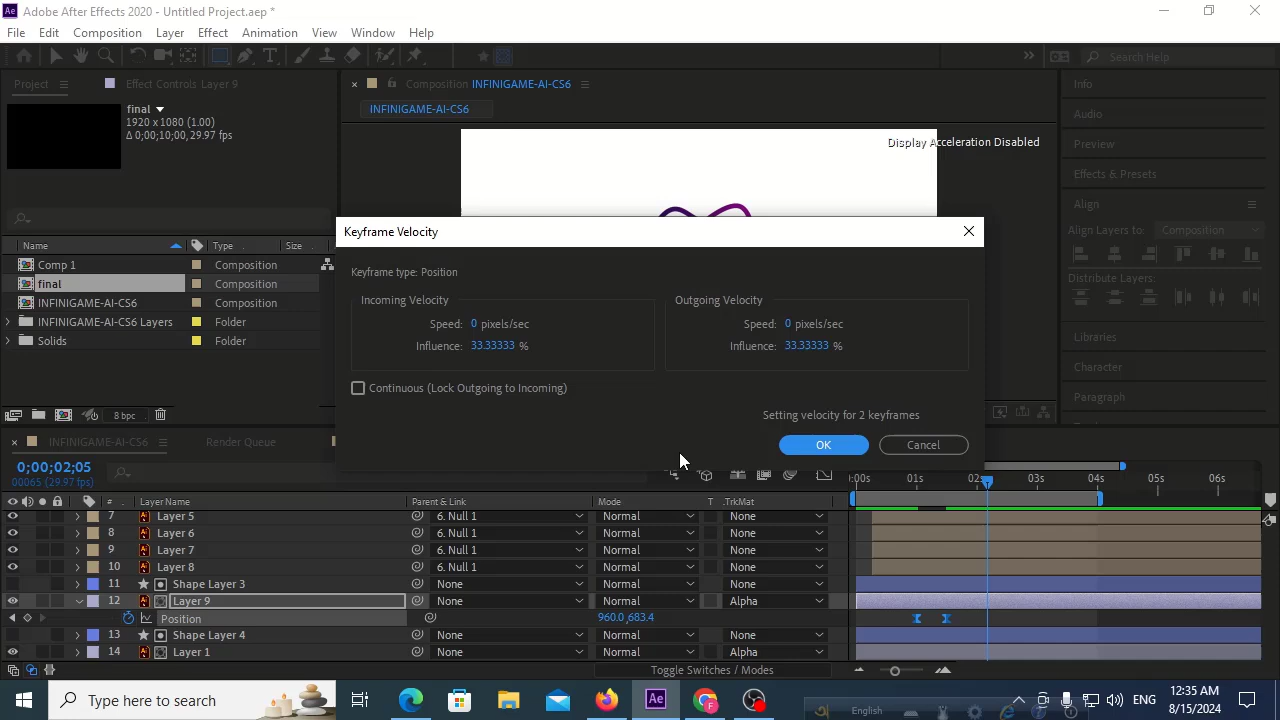 Ae Adobe After Effects 2020 - Untitled Project.aep *
File Edit Composition Layer Effect Animation View Window Help
Search Help
Project Effect Controls Layer 9
Composition INFINIGAME-AI-CS6
Info
final
1920 x 1080 (1.00)
Δ 0;00;10;00, 29.97 fps
INFINIGAME-AI-CS6
Audio
Display Acceleration Disabled
Preview
Effects & Presets
Align
Align Layers to: Composition
Distribute Layers:
Libraries
Character
Paragraph
Name Type Size
Comp 1 Composition
final Composition
INFINIGAME-AI-CS6 Composition
INFINIGAME-AI-CS6 Layers Folder
Solids Folder
8 bpc
Keyframe Velocity
Keyframe type: Position
Incoming Velocity Outgoing Velocity
Speed: 0 pixels/sec Speed: 0 pixels/sec
Influence: 33.33333 % Influence: 33.33333 %
Continuous (Lock Outgoing to Incoming)
Setting velocity for 2 keyframes
OK Cancel
INFINIGAME-AI-CS6 Render Queue
0;00;02;05
00065 (29.97 fps)
# Layer Name Parent & Link Mode T .TrkMat
0:00s 01s 02s 03s 04s 05s 06s
7 Layer 5 6. Null 1 Normal None
8 Layer 6 6. Null 1 Normal None
9 Layer 7 6. Null 1 Normal None
10 Layer 8 6. Null 1 Normal None
11 Shape Layer 3 None Normal None
12 Layer 9 None Normal Alpha
Position 960.0,683.4
13 Shape Layer 4 None Normal None
14 Layer 1 None Normal Alpha
Toggle Switches / Modes
Type here to search
Ae
English
ENG
12:35 AM
8/15/2024